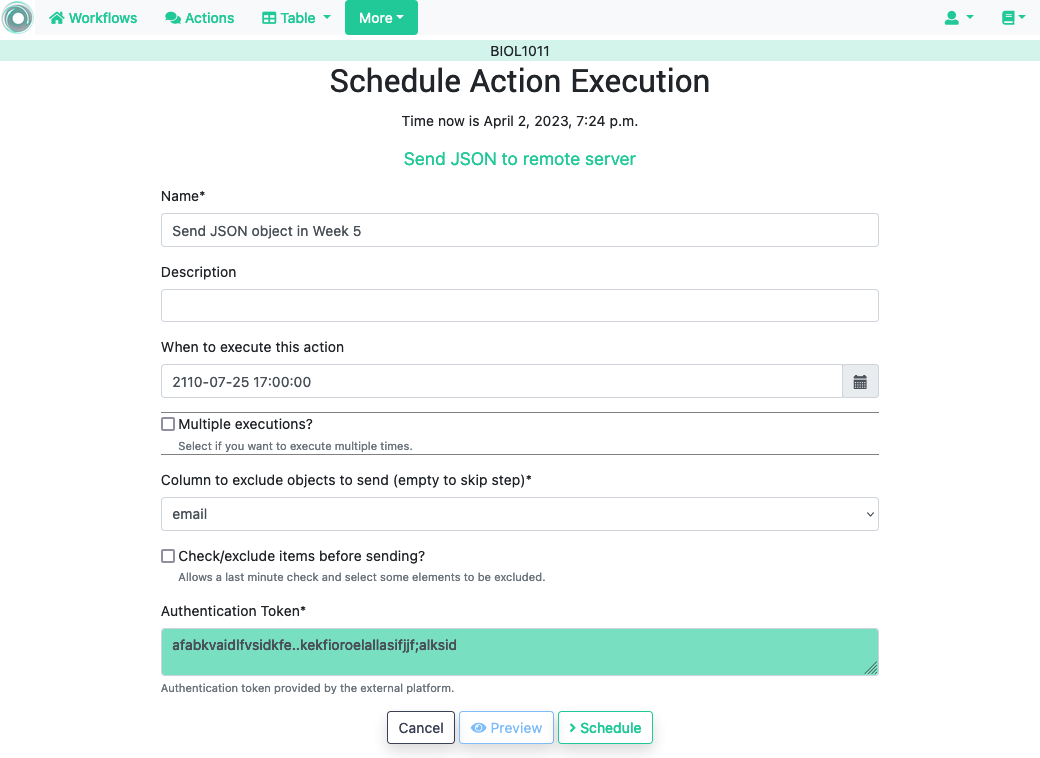 Workflows Actions Table More
BIOL1011
Schedule Action Execution
Time now is April 2, 2023, 7:24 p.m.
Send JSON to remote server
Name*
Send JSON object in Week 5
Description
When to execute this action
2110-07-25 17:00:00
Multiple executions?
Select if you want to execute multiple times.
Column to exclude objects to send (empty to skip step)*
email
Check/exclude items before sending?
Allows a last minute check and select some elements to be excluded.
Authentication Token*
afabkvaidlfvsidkfe..kekfioroelallasifjjf;alksid
Authentication token provided by the external platform.
Cancel Preview Schedule